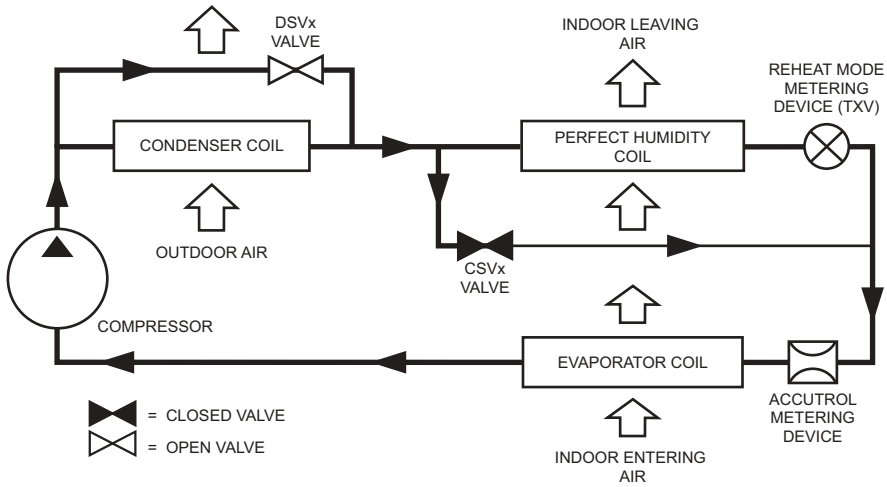 DSVx
VALVE
INDOOR LEAVING
AIR
REHEAT MODE
METERING
DEVICE (TXV)
CONDENSER COIL
PERFECT HUMIDITY
COIL
OUTDOOR AIR
CSVx
VALVE
COMPRESSOR
EVAPORATOR COIL
ACCUTROL
METERING
DEVICE
= CLOSED VALVE
= OPEN VALVE
INDOOR ENTERING
AIR